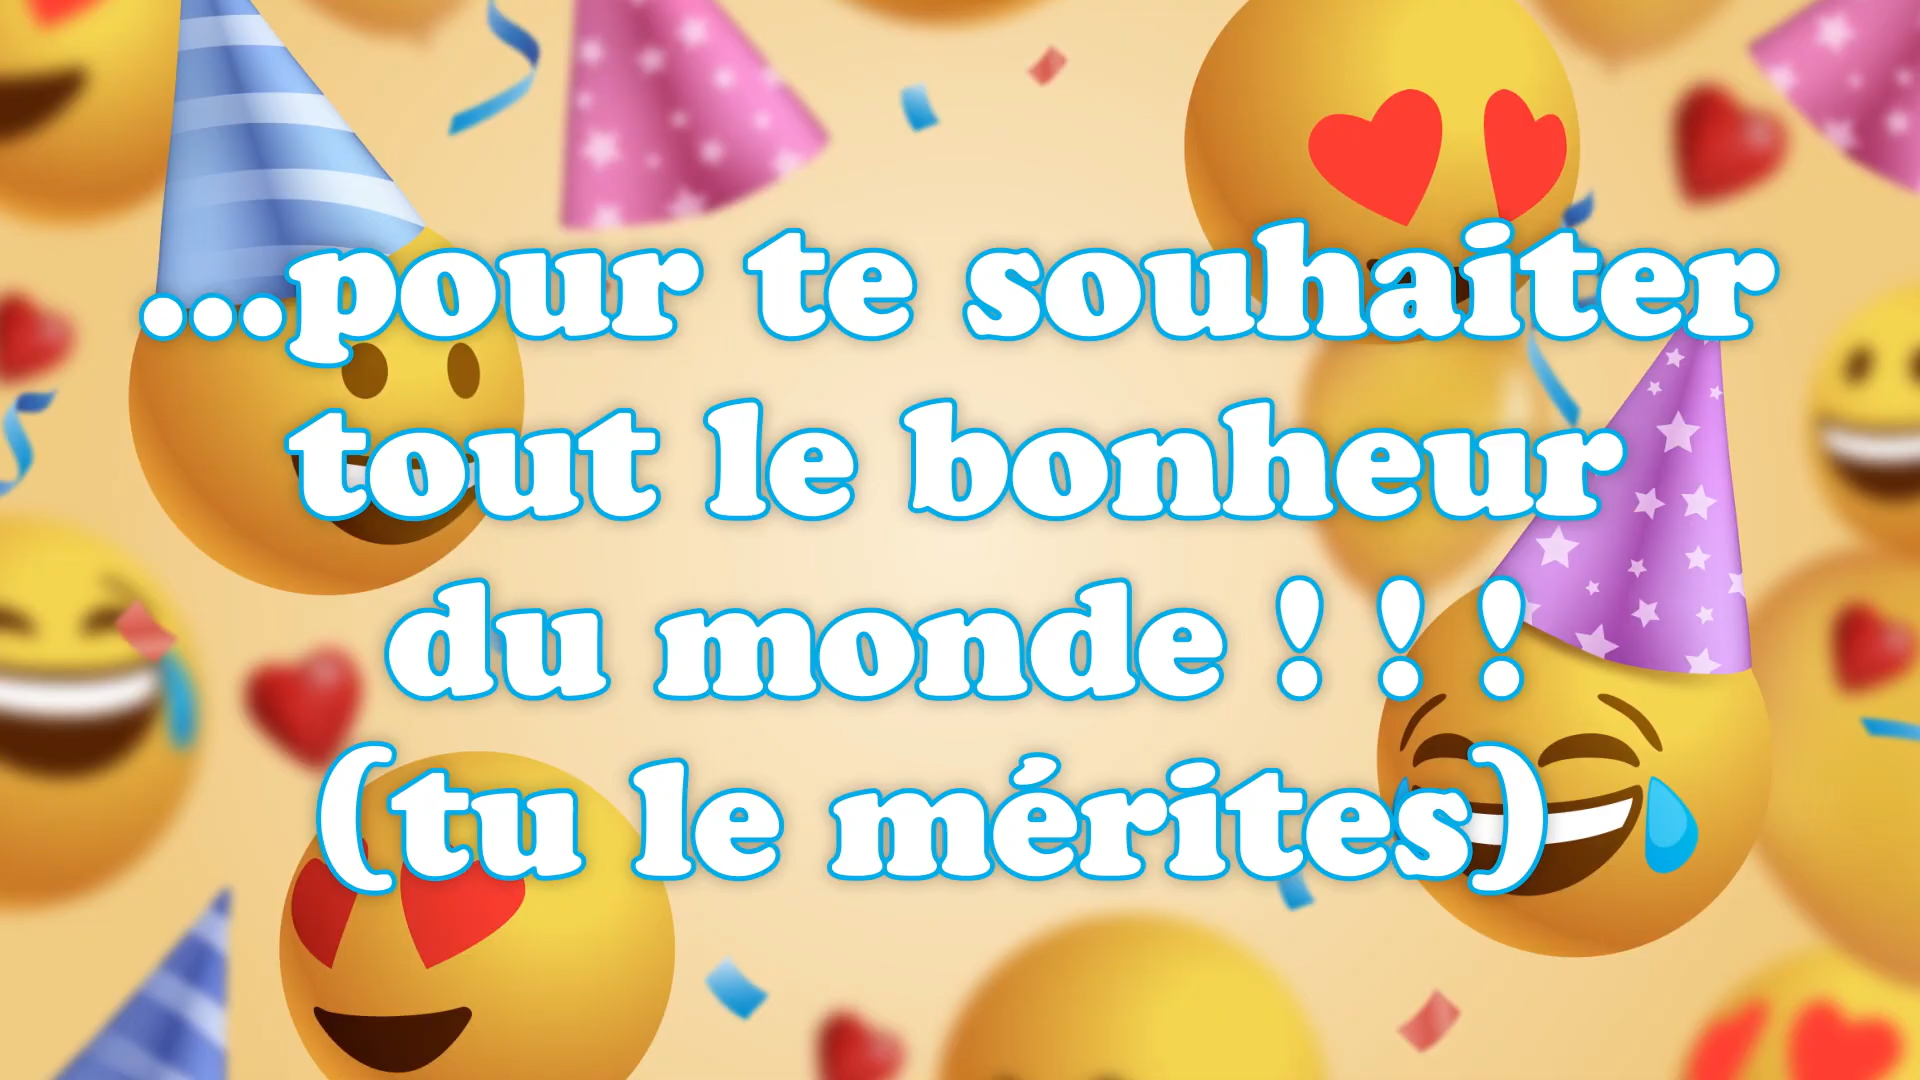 ...pour te souhaiter
tout le bonheur
du monde ! ! !
(tu le mérites)